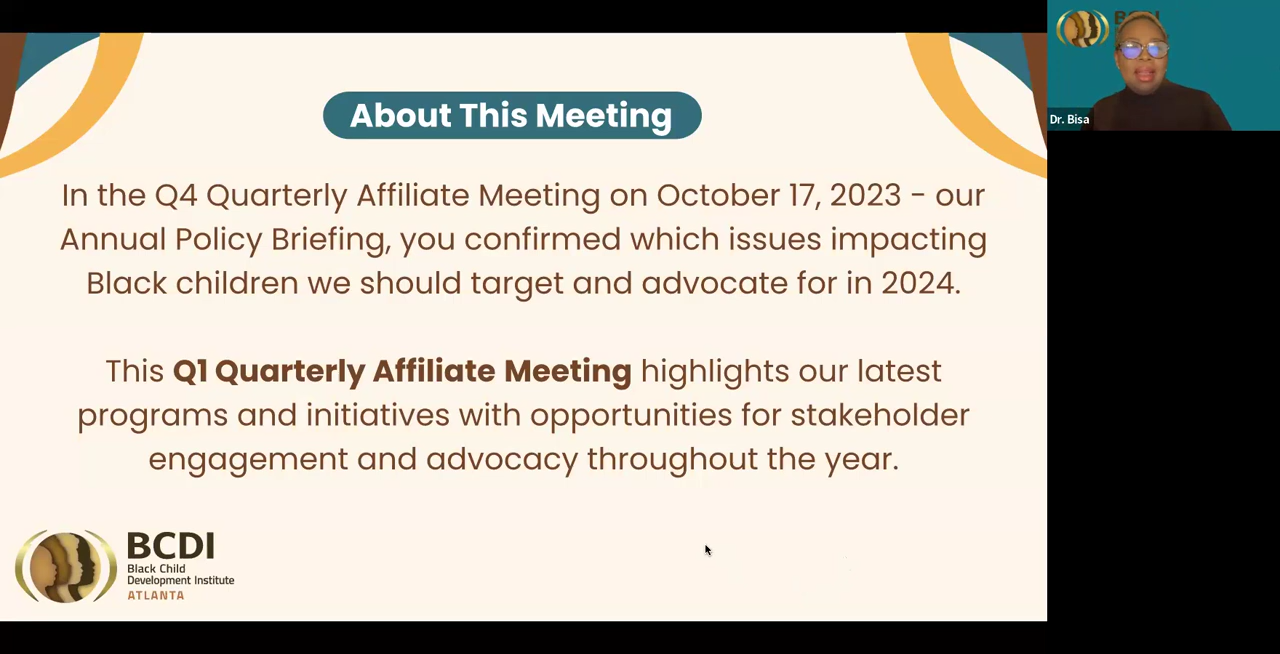 About This Meeting
In the Q4 Quarterly Affiliate Meeting on October 17, 2023 - our
Annual Policy Briefing, you confirmed which issues impacting
Black children we should target and advocate for in 2024.
This Q1 Quarterly Affiliate Meeting highlights our latest
programs and initiatives with opportunities for stakeholder
engagement and advocacy throughout the year.
BCDI
Black Child
Development Institute
ATLANTA
Dr. Bisa